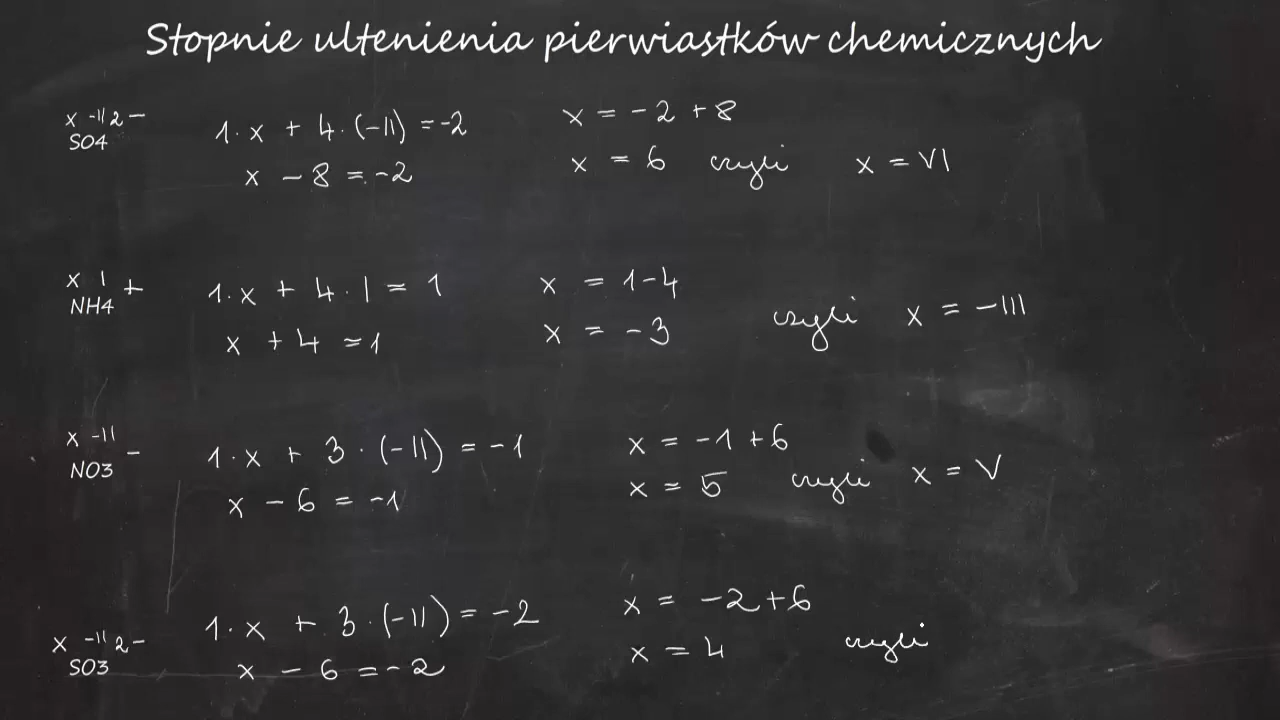 Stopnie ultenienia pierwiastków chemicznych
x -II 2-
SO4
1·x + 4·(-II) = -2
x - 8 = -2
x = -2 + 8
x = 6 czyli x = VI
x I +
NH4
1·x + 4·I = 1
x + 4 = 1
x = 1-4
x = -3 czyli x = -III
x -II -
NO3
1·x + 3·(-II) = -1
x - 6 = -1
x = -1 + 6
x = 5 czyli x = V
x -II 2-
SO3
1·x + 3·(-II) = -2
x - 6 = -2
x = -2 + 6
x = 4 czyli